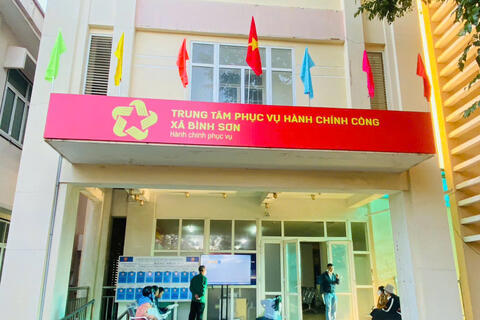 TRUNG TÂM PHỤC VỤ HÀNH CHÍNH CÔNG
XÃ BÌNH SƠN
Hành chính phục vụ